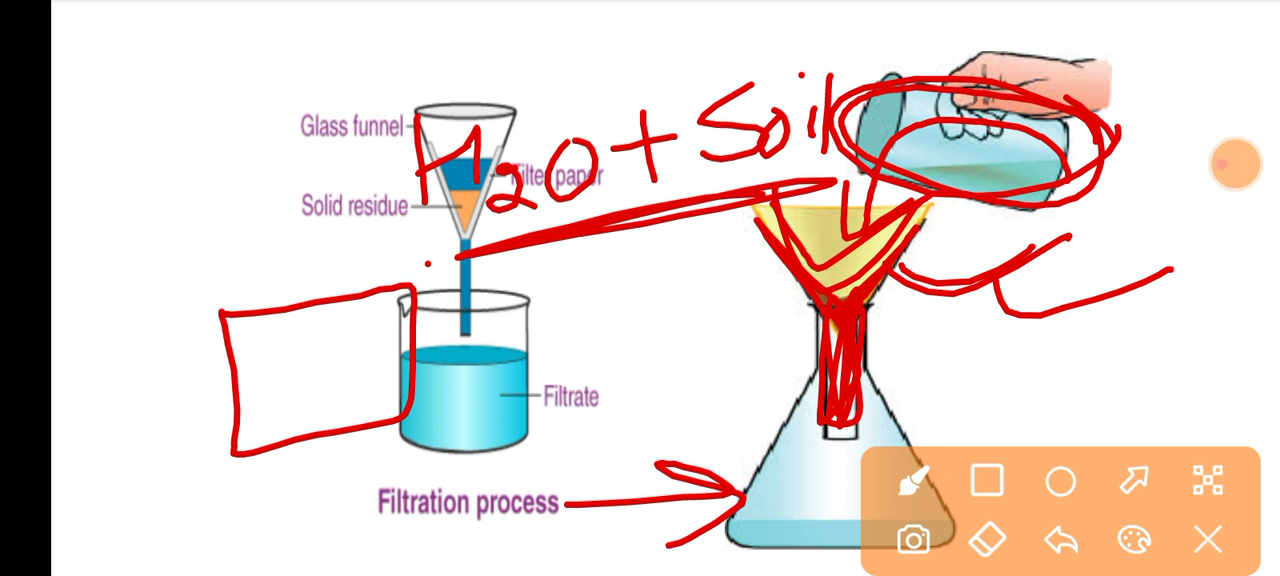 Glass funnel
H2O + Soil
Filter paper
Solid residue
Filtrate
Filtration process